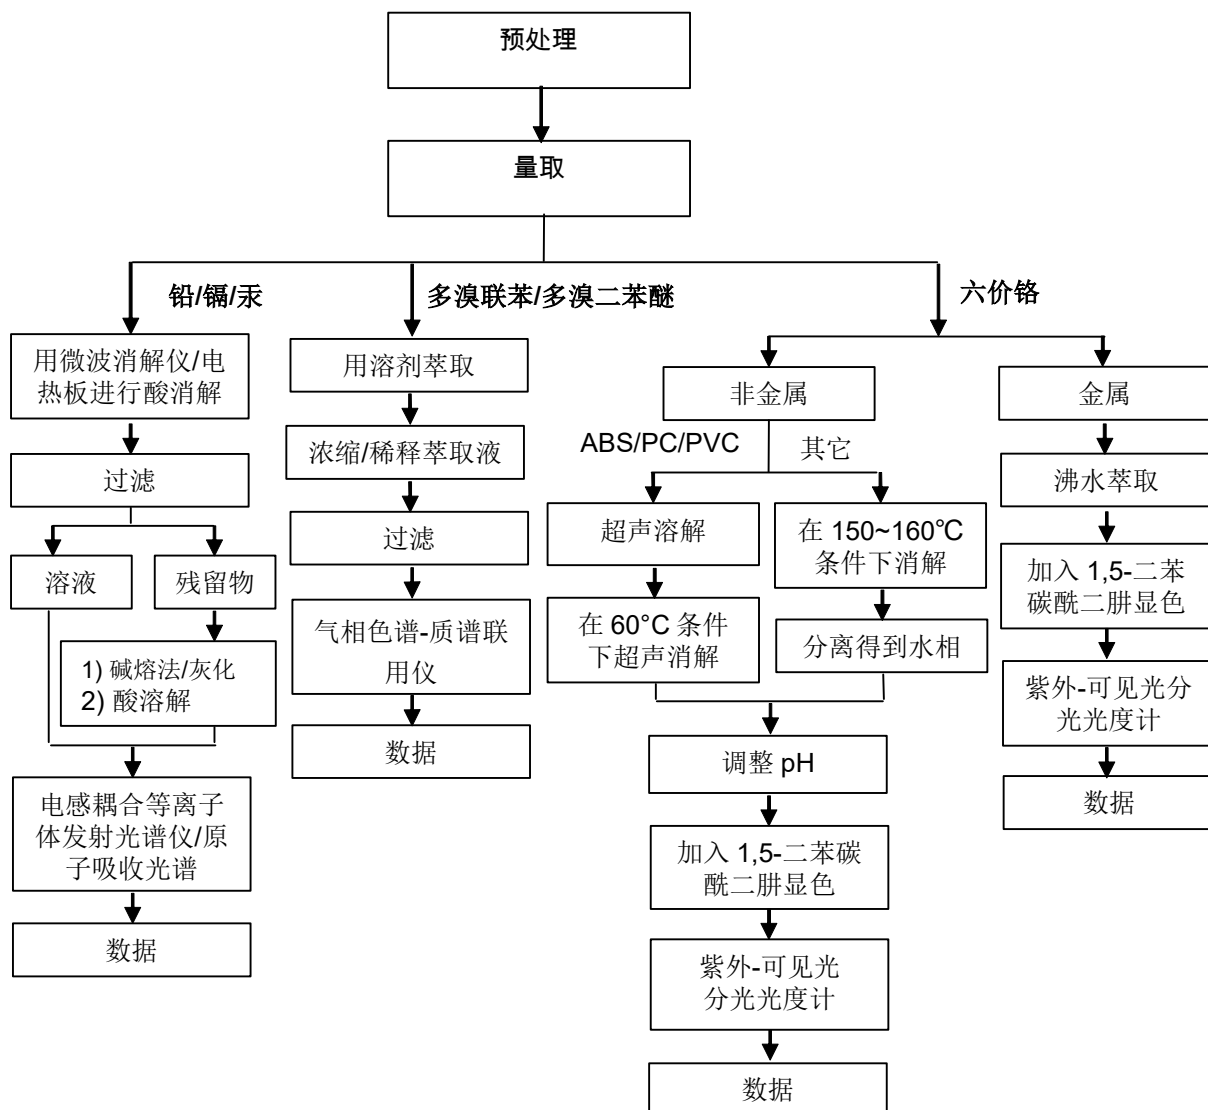 预处理
量取
铅/镉/汞
多溴联苯/多溴二苯醚
六价铬
用微波消解仪/电
热板进行酸消解
过滤
溶液
残留物
1) 碱熔法/灰化
2) 酸溶解
电感耦合等离子
体发射光谱仪/原
子吸收光谱
数据
用溶剂萃取
浓缩/稀释萃取液
过滤
气相色谱-质谱联
用仪
数据
非金属
ABS/PC/PVC
其它
超声溶解
在 60°C 条件
下超声消解
在 150~160℃
条件下消解
分离得到水相
调整 pH
加入 1,5-二苯碳
酰二肼显色
紫外-可见光
分光光度计
数据
金属
沸水萃取
加入 1,5-二苯
碳酰二肼显色
紫外-可见光分
光光度计
数据